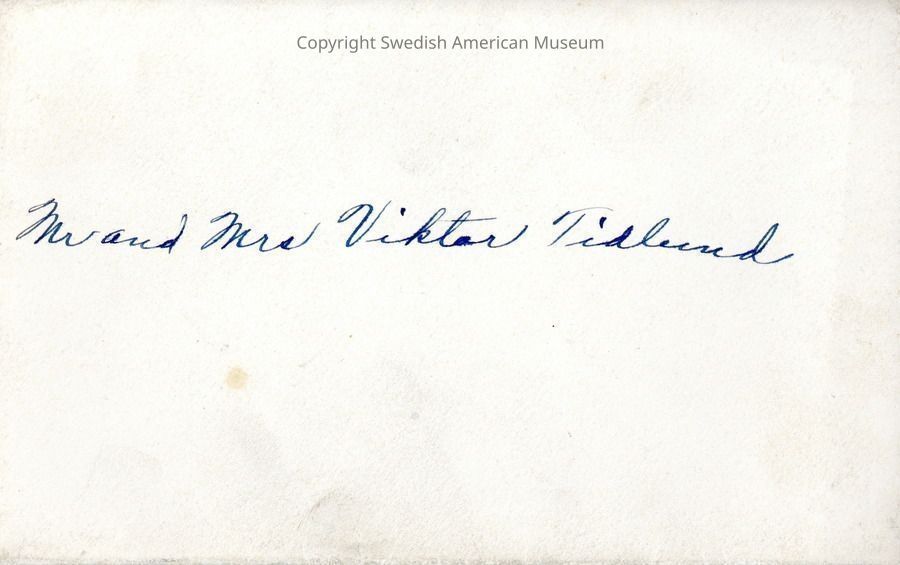 Copyright Swedish American Museum
Mr and Mrs Viktor Tidlund